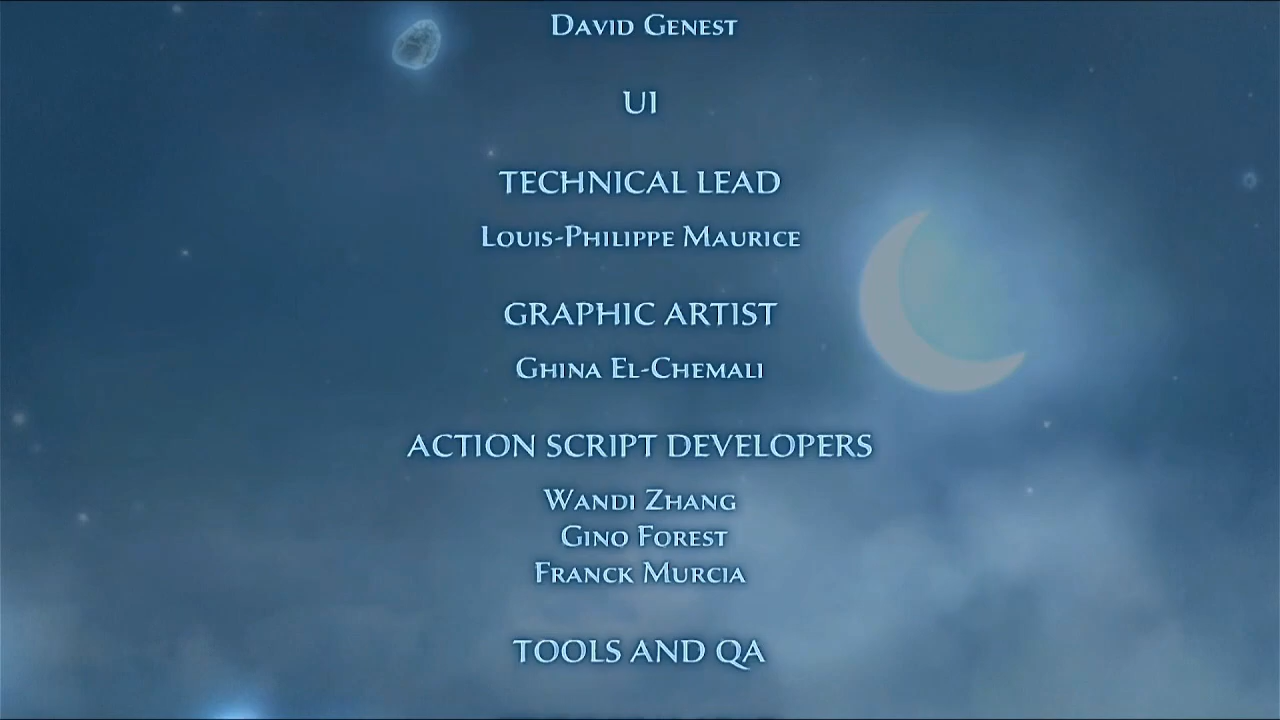 David Genest
UI
TECHNICAL LEAD
Louis-Philippe Maurice
GRAPHIC ARTIST
Ghina El-Chemali
ACTION SCRIPT DEVELOPERS
Wandi Zhang
Gino Forest
Franck Murcia
TOOLS AND QA